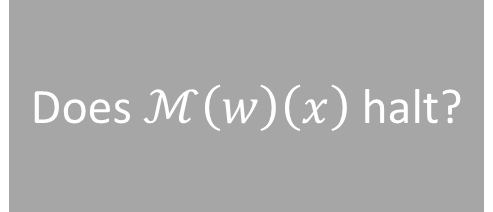 Does ℳ(𝑤)(𝑥) halt?